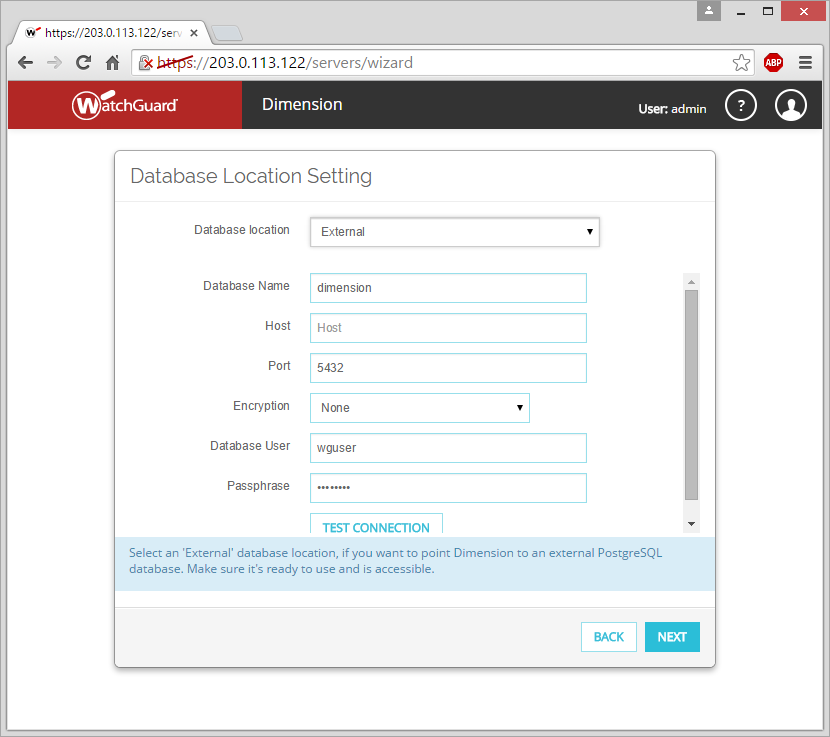 https://203.0.113.122/serv
https://203.0.113.122/servers/wizard
ABP
WatchGuard
Dimension
User: admin
?
Database Location Setting
Database location
External
Database Name
dimension
Host
Host
Port
5432
Encryption
None
Database User
wguser
Passphrase
••••••••
TEST CONNECTION
Select an 'External' database location, if you want to point Dimension to an external PostgreSQL
database. Make sure it's ready to use and is accessible.
BACK
NEXT